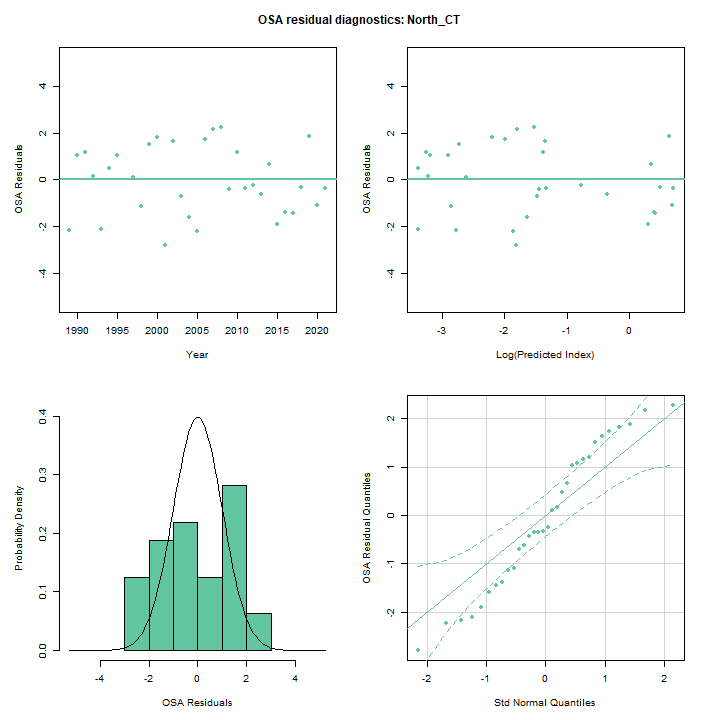 OSA residual diagnostics: North_CT
OSA Residuals
4
2
0
-2
-4
1990 1995 2000 2005 2010 2015 2020
Year
OSA Residuals
4
2
0
-2
-4
-3 -2 -1 0
Log(Predicted Index)
Probability Density
0.4
0.3
0.2
0.1
0.0
-4 -2 0 2 4
OSA Residuals
OSA Residual Quantiles
2
1
0
-1
-2
-2 -1 0 1 2
Std Normal Quantiles